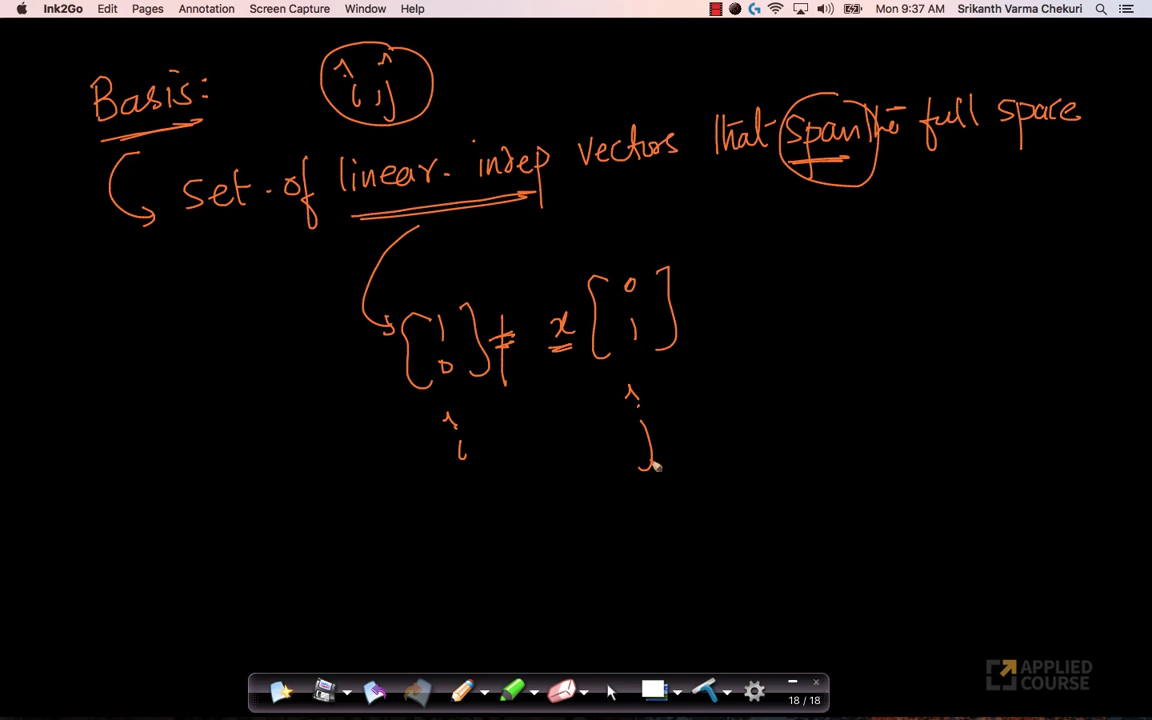 Ink2Go Edit Pages Annotation Screen Capture Window Help Mon 9:37 AM Srikanth Varma Chekuri
î ĵ
Basis:
set of linear. indep vectors that span the full space
[1 0] ≠ x [0 1]
î ĵ
18 / 18
APPLIED
COURSE